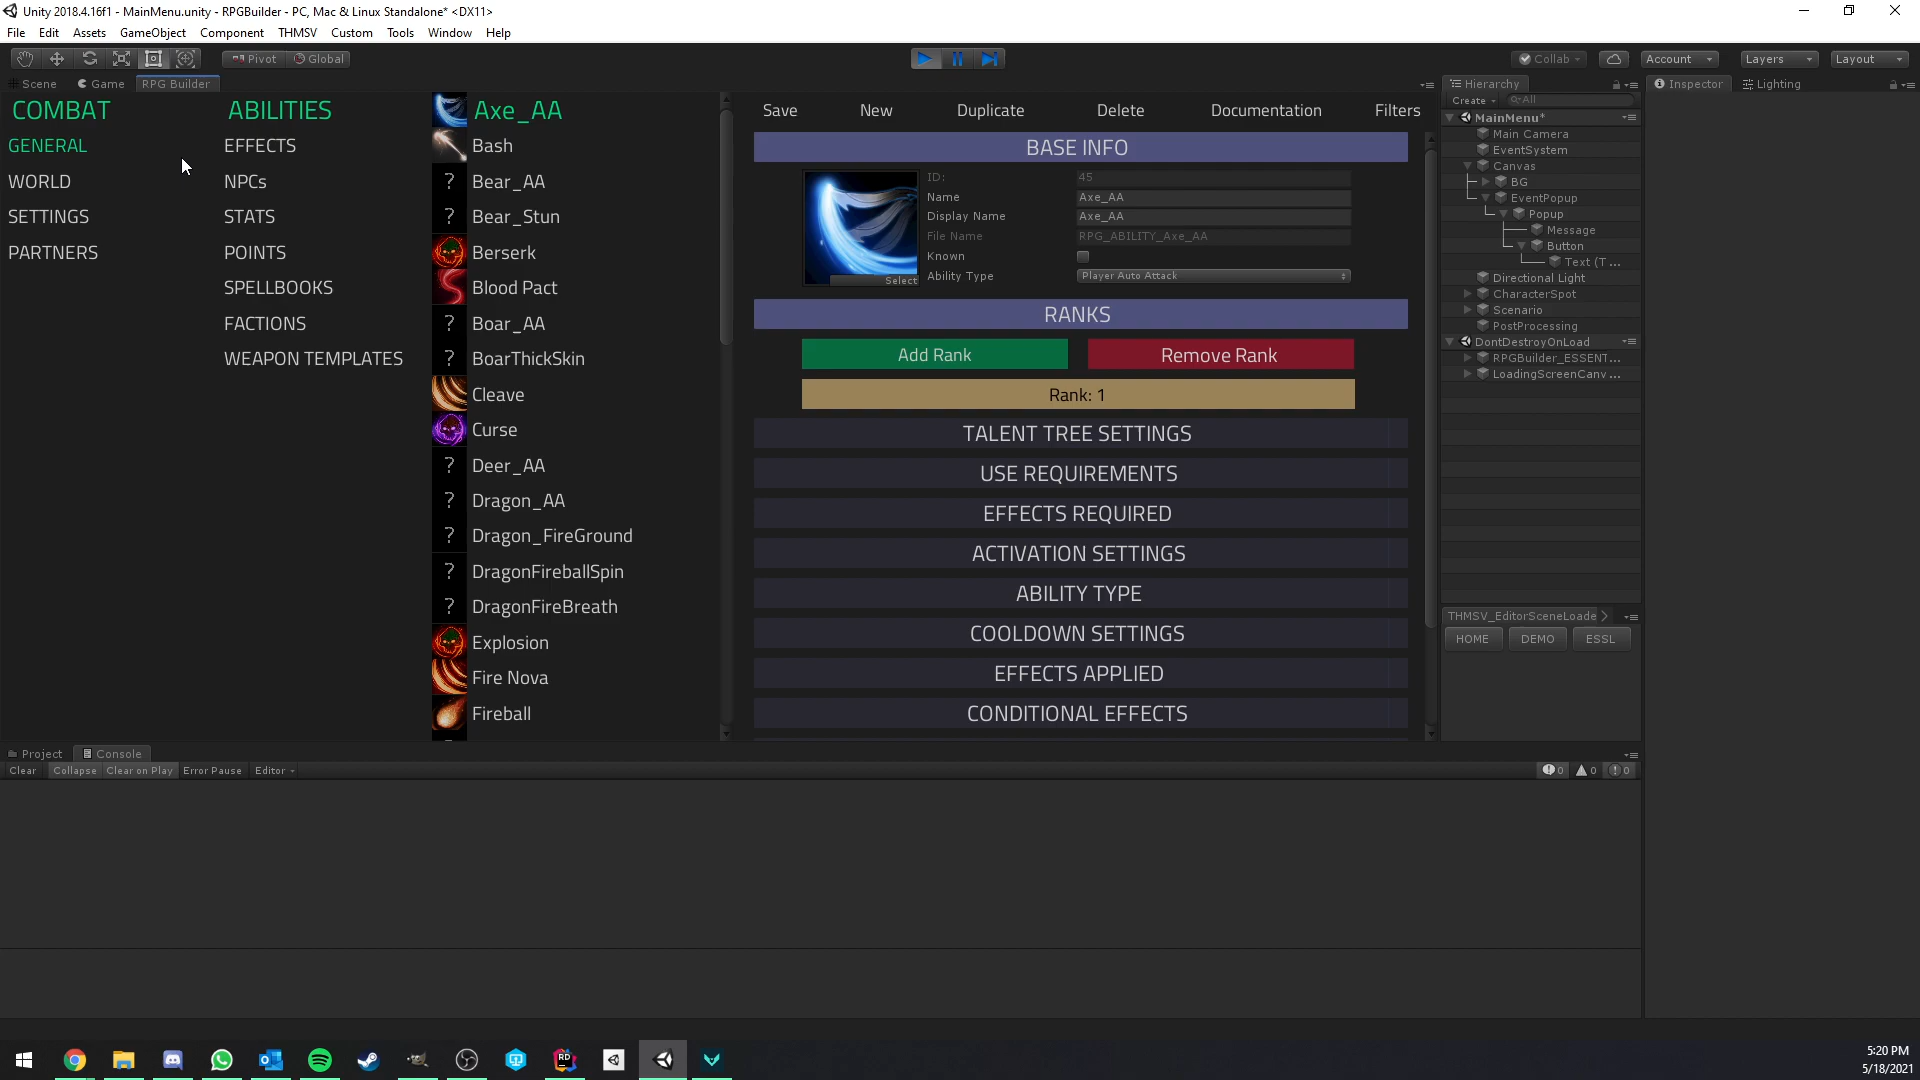 Unity 2018.4.16f1 - MainMenu.unity - RPGBuilder - PC, Mac & Linux Standalone* <DX11>
File Edit Assets GameObject Component THMSV Custom Tools Window Help
Pivot Global Collab Account Layers Layout
Scene Game RPG Builder
COMBAT
GENERAL
WORLD
SETTINGS
PARTNERS
ABILITIES
EFFECTS
NPCs
STATS
POINTS
SPELLBOOKS
FACTIONS
WEAPON TEMPLATES
Axe_AA
Bash
? Bear_AA
? Bear_Stun
Berserk
Blood Pact
? Boar_AA
? BoarThickSkin
Cleave
Curse
? Deer_AA
? Dragon_AA
? Dragon_FireGround
? DragonFireballSpin
? DragonFireBreath
Explosion
Fire Nova
Fireball
Save New Duplicate Delete Documentation Filters
BASE INFO
Select
ID: 45
Name Axe_AA
Display Name Axe_AA
File Name RPG_ABILITY_Axe_AA
Known
Ability Type Player Auto Attack
RANKS
Add Rank Remove Rank
Rank: 1
TALENT TREE SETTINGS
USE REQUIREMENTS
EFFECTS REQUIRED
ACTIVATION SETTINGS
ABILITY TYPE
COOLDOWN SETTINGS
EFFECTS APPLIED
CONDITIONAL EFFECTS
Hierarchy
Create All
MainMenu*
Main Camera
EventSystem
Canvas
BG
EventPopup
Popup
Message
Button
Text (T ...
Directional Light
CharacterSpot
Scenario
PostProcessing
DontDestroyOnLoad
RPGBuilder_ESSENT...
LoadingScreenCanv ...
THMSV_EditorSceneLoade
HOME DEMO ESSL
Inspector Lighting
Project Console
Clear Collapse Clear on Play Error Pause Editor
0 0 0
RD
5:20 PM
5/18/2021